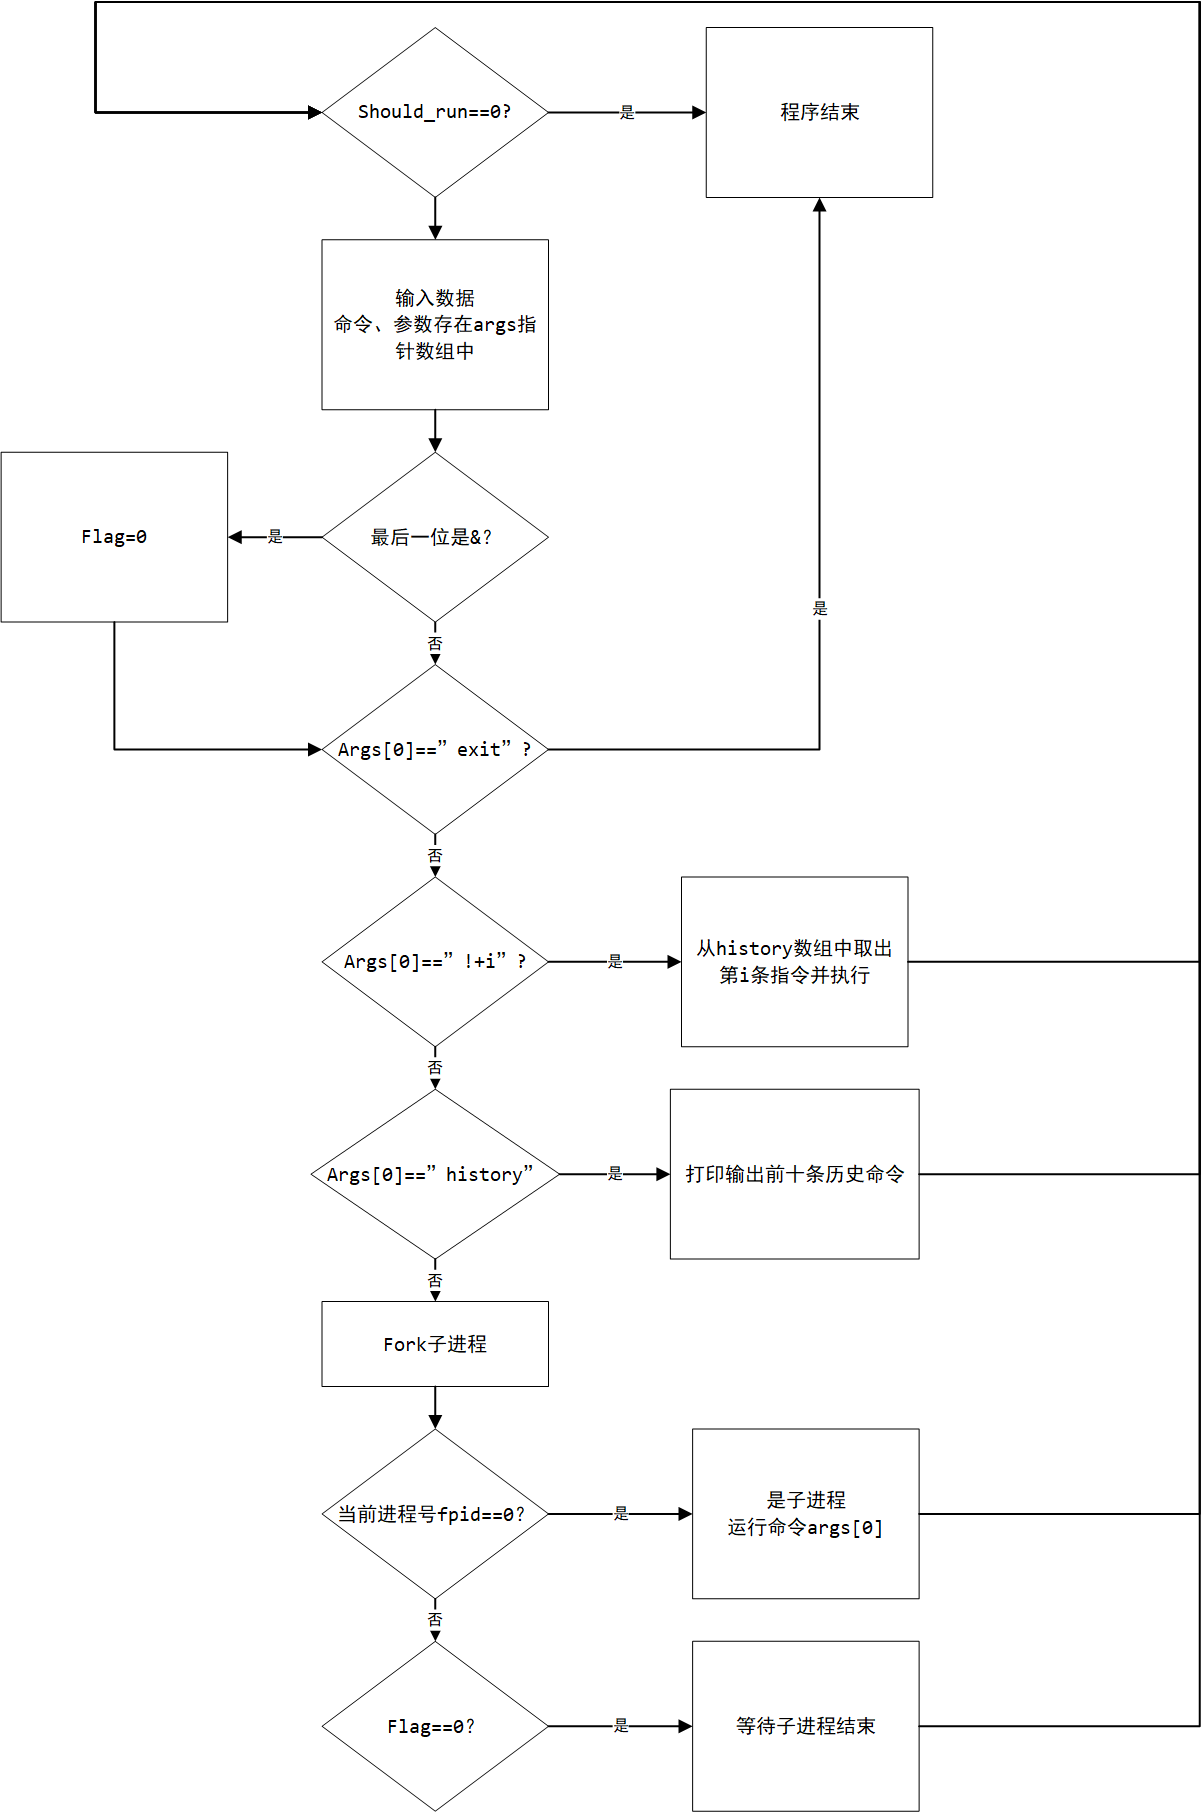 Should_run==0?
是
程序结束
输入数据
命令、参数存在args指
针数组中
Flag=0
是
最后一位是&?
是
否
Args[0]==”exit”?
否
Args[0]==”!+i”?
是
从history数组中取出
第i条指令并执行
否
Args[0]==”history”
是
打印输出前十条历史命令
否
Fork子进程
当前进程号fpid==0?
是
是子进程
运行命令args[0]
否
Flag==0?
是
等待子进程结束